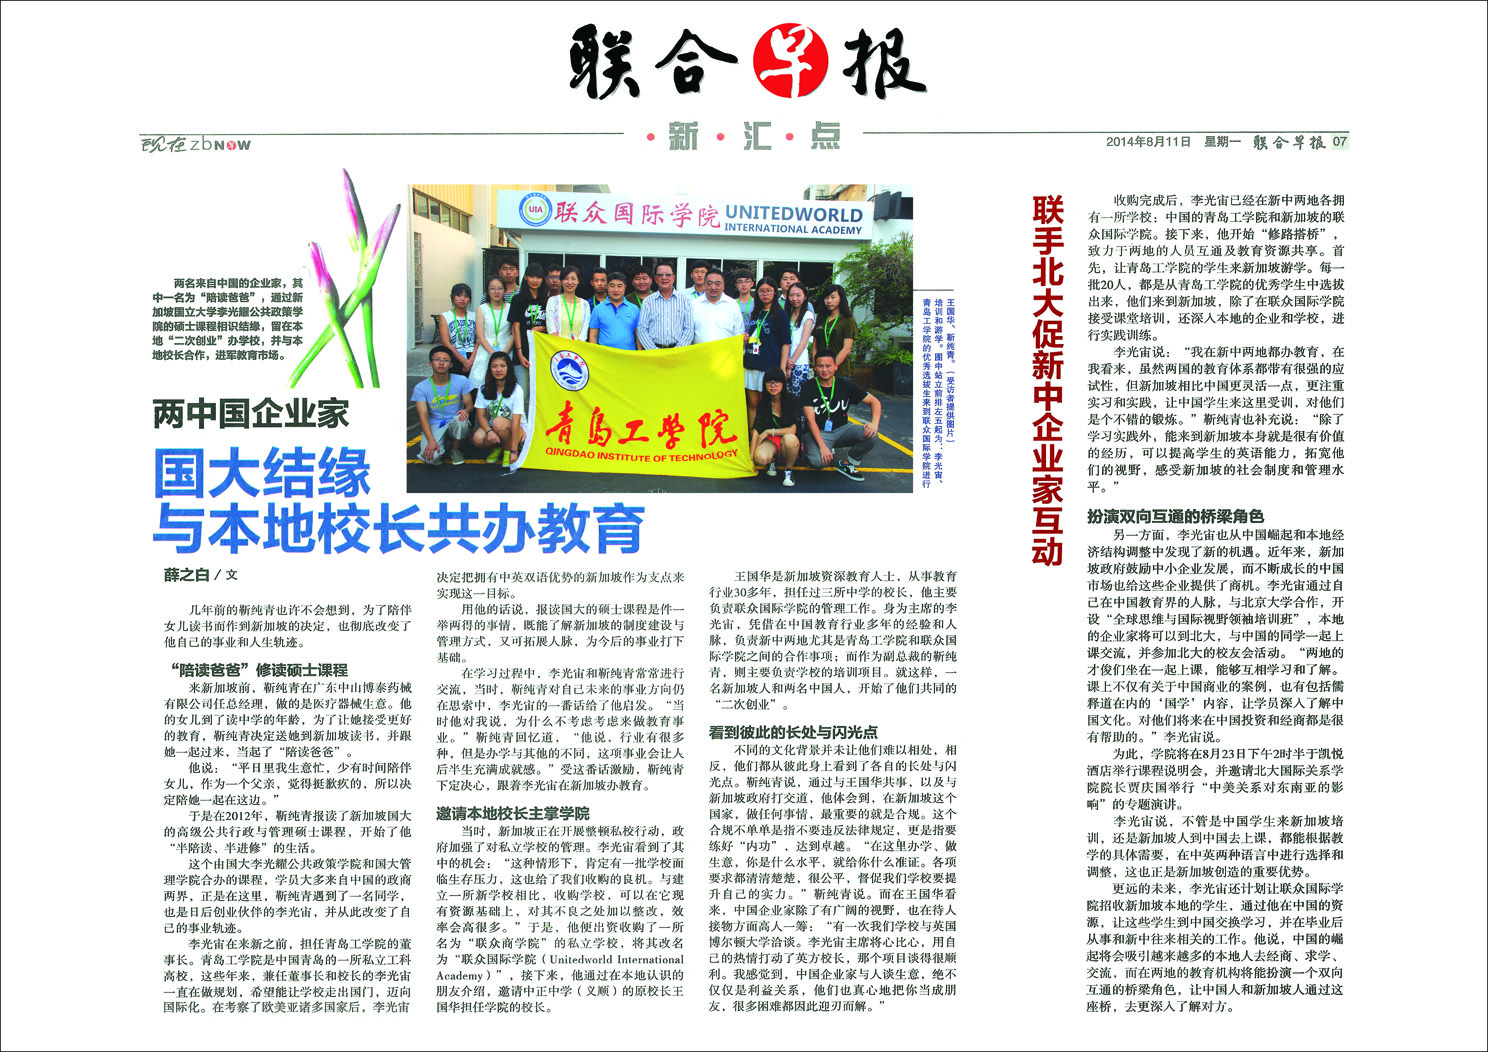 联合早报
·新·汇·点
现在 zbNOW
2014年8月11日 星期一 联合早报 07
两名来自中国的企业家，其
中一名为“陪读爸爸”，通过新
加坡国立大学李光耀公共政策学
院的硕士课程相识结缘，留在本
地“二次创业”办学校，并与本
地校长合作，进军教育市场。
两中国企业家
国大结缘
与本地校长共办教育
UIA
联众国际学院 UNITEDWORLD
INTERNATIONAL ACADEMY
青岛工学院
QINGDAO INSTITUTE OF TECHNOLOGY
青岛工学院的优秀选拔生来到联众国际学院进行
培训和游学。图中站立前排左五起为：李光宙、
王国华、靳纯青。（受访者提供图片）
薛之白 / 文
几年前的靳纯青也许不会想到，为了陪伴
女儿读书而作到新加坡的决定，也彻底改变了
他自己的事业和人生轨迹。
“陪读爸爸”修读硕士课程
来新加坡前，靳纯青在广东中山博泰药械
有限公司任总经理，做的是医疗器械生意。他
的女儿到了读中学的年龄，为了让她接受更好
的教育，靳纯青决定送她到新加坡读书，并跟
她一起过来，当起了“陪读爸爸”。
他说：“平日里我生意忙，少有时间陪伴
女儿，作为一个父亲，觉得挺歉疚的，所以决
定陪她一起在这边。”
于是在2012年，靳纯青报读了新加坡国大
的高级公共行政与管理硕士课程，开始了他
“半陪读、半进修”的生活。
这个由国大李光耀公共政策学院和国大管
理学院合办的课程，学员大多来自中国的政商
两界，正是在这里，靳纯青遇到了一名同学，
也是日后创业伙伴的李光宙，并从此改变了自
己的事业轨迹。
李光宙在来新之前，担任青岛工学院的董
事长。青岛工学院是中国青岛的一所私立工科
高校，这些年来，兼任董事长和校长的李光宙
一直在做规划，希望能让学校走出国门，迈向
国际化。在考察了欧美亚诸多国家后，李光宙
决定把拥有中英双语优势的新加坡作为支点来
实现这一目标。
用他的话说，报读国大的硕士课程是件一
举两得的事情，既能了解新加坡的制度建设与
管理方式，又可拓展人脉，为今后的事业打下
基础。
在学习过程中，李光宙和靳纯青常常进行
交流，当时，靳纯青对自己未来的事业方向仍
在思索中，李光宙的一番话给了他启发。“当
时他对我说，为什么不考虑考虑来做教育事
业。”靳纯青回忆道，“他说，行业有很多
种，但是办学与其他的不同，这项事业会让人
后半生充满成就感。”受这番话激励，靳纯青
下定决心，跟着李光宙在新加坡办教育。
邀请本地校长主掌学院
当时，新加坡正在开展整顿私校行动，政
府加强了对私立学校的管理。李光宙看到了其
中的机会：“这种情形下，肯定有一批学校面
临生存压力，这也给了我们收购的良机。与建
立一所新学校相比，收购学校，可以在它现
有资源基础上，对其不良之处加以整改，效
率会高很多。”于是，他便出资收购了一所
名为“联众商学院”的私立学校，将其改名
为“联众国际学院（Unitedworld International
Academy）”，接下来，他通过在本地认识的
朋友介绍，邀请中正中学（义顺）的原校长王
国华担任学院的校长。
王国华是新加坡资深教育人士，从事教育
行业30多年，担任过三所中学的校长，他主要
负责联众国际学院的管理工作。身为主席的李
光宙，凭借在中国教育行业多年的经验和人
脉，负责新中两地尤其是青岛工学院和联众国
际学院之间的合作事项；而作为副总裁的靳纯
青，则主要负责学校的培训项目。就这样，一
名新加坡人和两名中国人，开始了他们共同的
“二次创业”。
看到彼此的长处与闪光点
不同的文化背景并未让他们难以相处，相
反，他们都从彼此身上看到了各自的长处与闪
光点。靳纯青说，通过与王国华共事，以及与
新加坡政府打交道，他体会到，在新加坡这个
国家，做任何事情，最重要的就是合规。这个
合规不单单是指不要违反法律规定，更是指要
练好“内功”，达到卓越。“在这里办学、做
生意，你是什么水平，就给你什么准证。各项
要求都清清楚楚，很公平，督促我们学校要提
升自己的实力。”靳纯青说。而在王国华看
来，中国企业家除了有广阔的视野，也在待人
接物方面高人一筹：“有一次我们学校与英国
博尔顿大学洽谈。李光宙主席将心比心，用自
己的热情打动了英方校长，那个项目谈得很顺
利。我感觉到，中国企业家与人谈生意，绝不
仅仅是利益关系，他们也真心地把你当成朋
友，很多困难都因此迎刃而解。”
联手北大促新中企业家互动
收购完成后，李光宙已经在新中两地各拥
有一所学校：中国的青岛工学院和新加坡的联
众国际学院。接下来，他开始“修路搭桥”，
致力于两地的人员互通及教育资源共享。首
先，让青岛工学院的学生来新加坡游学。每一
批20人，都是从青岛工学院的优秀学生中选拔
出来，他们来到新加坡，除了在联众国际学院
接受课堂培训，还深入本地的企业和学校，进
行实践训练。
李光宙说：“我在新中两地都办教育，在
我看来，虽然两国的教育体系都带有很强的应
试性，但新加坡相比中国更灵活一点，更注重
实习和实践，让中国学生来这里受训，对他们
是个不错的锻炼。”靳纯青也补充说：“除了
学习实践外，能来到新加坡本身就是很有价值
的经历，可以提高学生的英语能力，拓宽他
们的视野，感受新加坡的社会制度和管理水
平。”
扮演双向互通的桥梁角色
另一方面，李光宙也从中国崛起和本地经
济结构调整中发现了新的机遇。近年来，新加
坡政府鼓励中小企业发展，而不断成长的中国
市场也给这些企业提供了商机。李光宙通过自
己在中国教育界的人脉，与北京大学合作，开
设“全球思维与国际视野领袖培训班”，本地
的企业家将可以到北大，与中国的同学一起上
课交流，并参加北大的校友会活动。“两地的
才俊们坐在一起上课，能够互相学习和了解。
课上不仅有关于中国商业的案例，也有包括儒
释道在内的‘国学’内容，让学员深入了解中
国文化。对他们将来在中国投资和经商都是很
有帮助的。”李光宙说。
为此，学院将在8月23日下午2时半于凯悦
酒店举行课程说明会，并邀请北大国际关系学
院院长贾庆国举行“中美关系对东南亚的影
响”的专题演讲。
李光宙说，不管是中国学生来新加坡培
训，还是新加坡人到中国去上课，都能根据教
学的具体需要，在中英两种语言中进行选择和
调整，这也正是新加坡创造的重要优势。
更远的未来，李光宙还计划让联众国际学
院招收新加坡本地的学生，通过他在中国的资
源，让这些学生到中国交换学习，并在毕业后
从事和新中往来相关的工作。他说，中国的崛
起将会吸引越来越多的本地人去经商、求学、
交流，而在两地的教育机构将能扮演一个双向
互通的桥梁角色，让中国人和新加坡人通过这
座桥，去更深入了解对方。